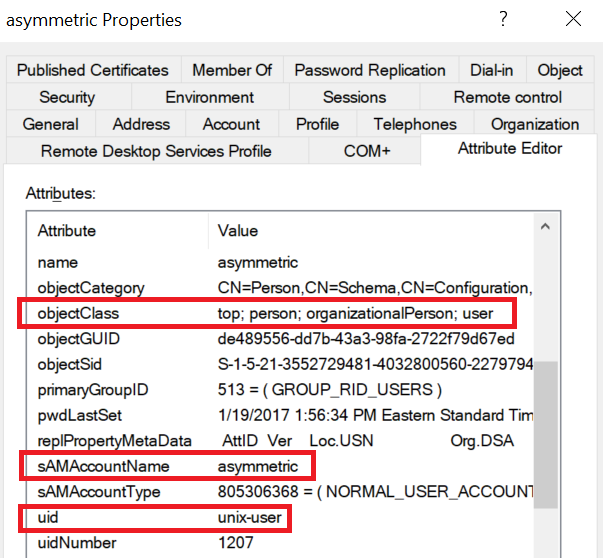 asymmetric Properties ?
Published Certificates Member Of Password Replication Dial-in Object
Security Environment Sessions Remote control
General Address Account Profile Telephones Organization
Remote Desktop Services Profile COM+ Attribute Editor
Attributes:
Attribute Value
name asymmetric
objectCategory CN=Person,CN=Schema,CN=Configuration,
objectClass top; person; organizationalPerson; user
objectGUID de489556-dd7b-43a3-98fa-2722f79d67ed
objectSid S-1-5-21-3552729481-4032800560-2279794
primaryGroupID 513 = ( GROUP_RID_USERS )
pwdLastSet 1/19/2017 1:56:34 PM Eastern Standard Tim
replPropertyMetaData AttID Ver Loc.USN Org.DSA
sAMAccountName asymmetric
sAMAccountType 805306368 = ( NORMAL_USER_ACCOUNT
uid unix-user
uidNumber 1207